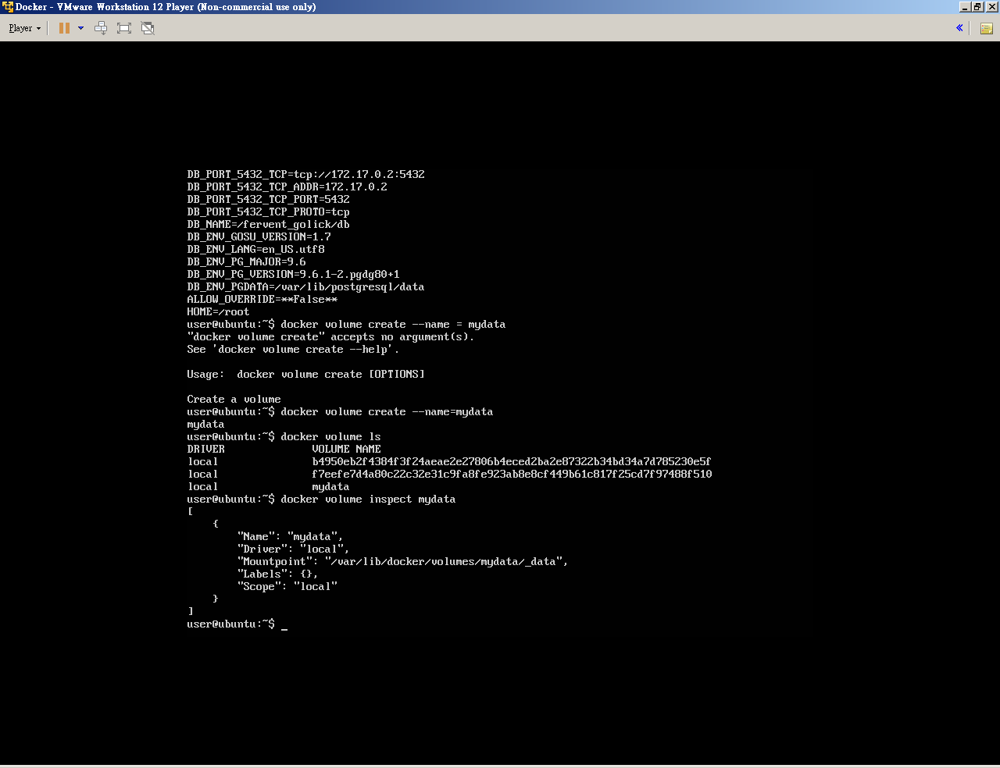 Docker - VMware Workstation 12 Player (Non-commercial use only)
Player
DB_PORT_5432_TCP=tcp://172.17.0.2:5432
DB_PORT_5432_TCP_ADDR=172.17.0.2
DB_PORT_5432_TCP_PORT=5432
DB_PORT_5432_TCP_PROTO=tcp
DB_NAME=/fervent_golick/db
DB_ENV_GOSU_VERSION=1.7
DB_ENV_LANG=en_US.utf8
DB_ENV_PG_MAJOR=9.6
DB_ENV_PG_VERSION=9.6.1-2.pgdg80+1
DB_ENV_PGDATA=/var/lib/postgresql/data
ALLOW_OVERRIDE=**False**
HOME=/root
user@ubuntu:~$ docker volume create --name = mydata
"docker volume create" accepts no argument(s).
See 'docker volume create --help'.
Usage:  docker volume create [OPTIONS]
Create a volume
user@ubuntu:~$ docker volume create --name=mydata
mydata
user@ubuntu:~$ docker volume ls
DRIVER              VOLUME NAME
local               b4950eb2f4384f3f24aeae2e27806b4eced2ba2e87322b34bd34a7d785230e5f
local               f7eefe7d4a80c22c32e31c9fa8fe923ab8e8cf449b61c817f25cd7f97488f510
local               mydata
user@ubuntu:~$ docker volume inspect mydata
[
    {
        "Name": "mydata",
        "Driver": "local",
        "Mountpoint": "/var/lib/docker/volumes/mydata/_data",
        "Labels": {},
        "Scope": "local"
    }
]
user@ubuntu:~$ _